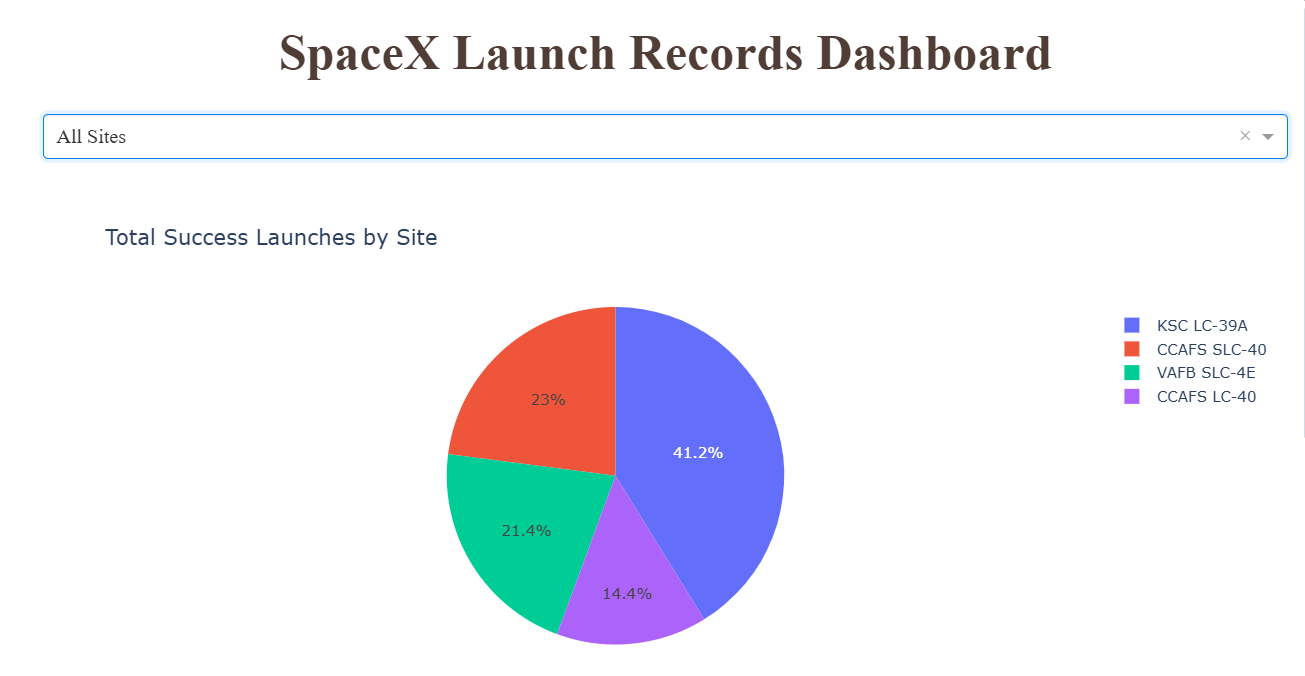 SpaceX Launch Records Dashboard
All Sites
Total Success Launches by Site
KSC LC-39A
CCAFS SLC-40
VAFB SLC-4E
CCAFS LC-40
23%
41.2%
21.4%
14.4%